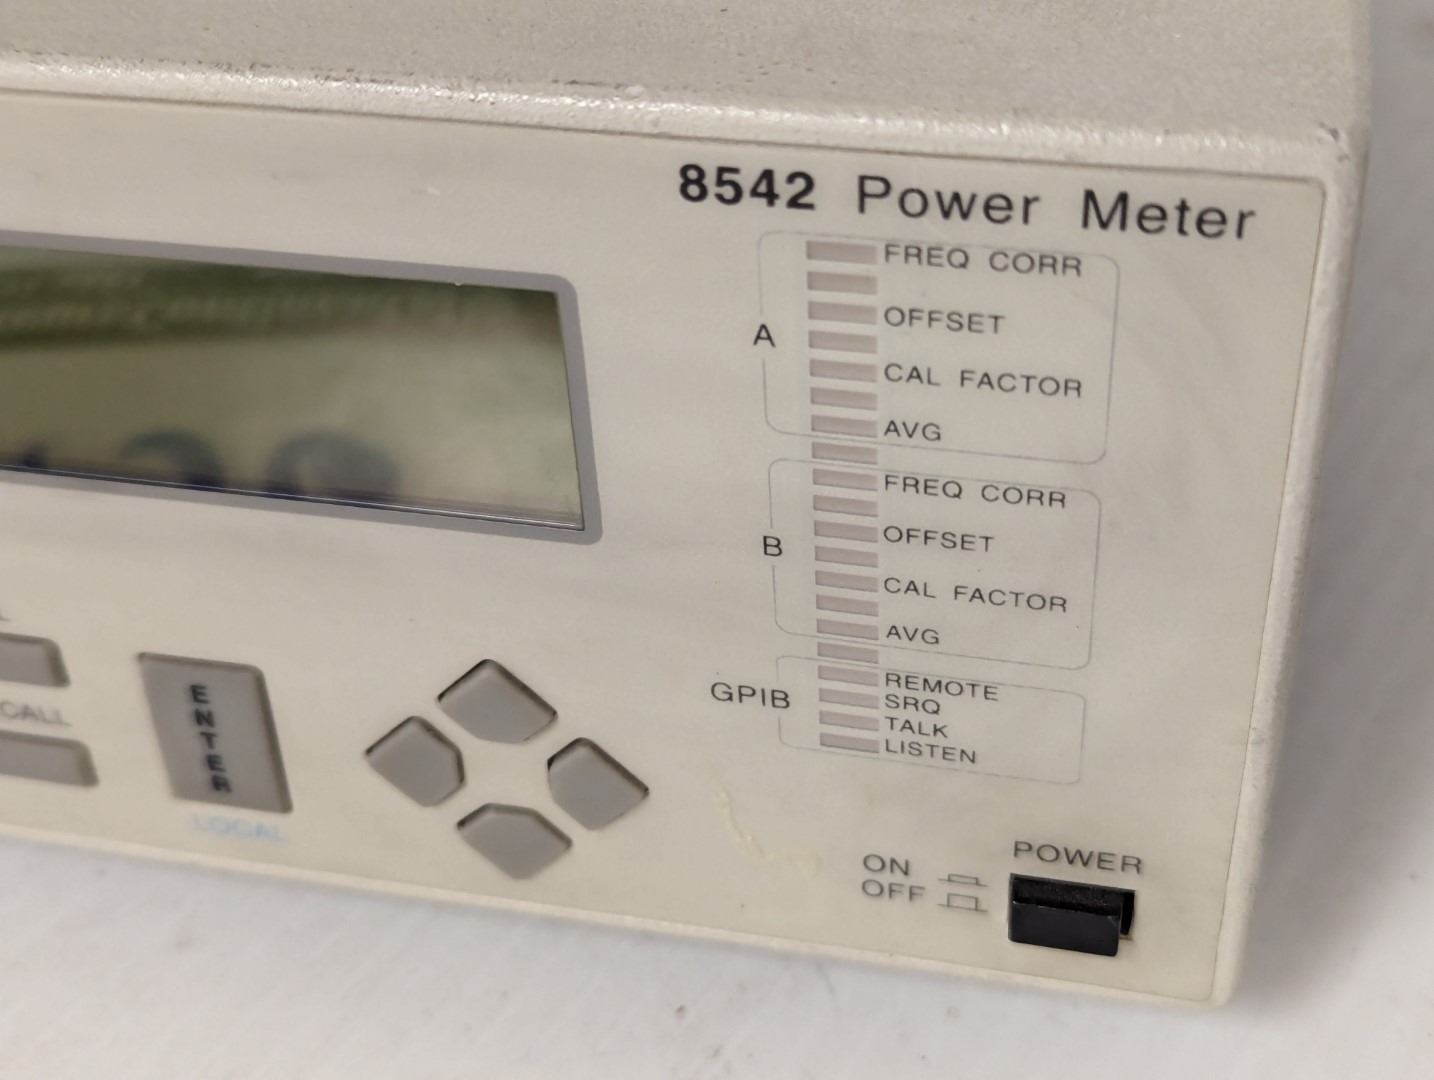 8542 Power Meter
FREQ CORR
OFFSET
A
CAL FACTOR
AVG
FREQ CORR
OFFSET
B
CAL FACTOR
AVG
GPIB
REMOTE
SRQ
TALK
LISTEN
CALL
ENTER
LOCAL
POWER
ON
OFF